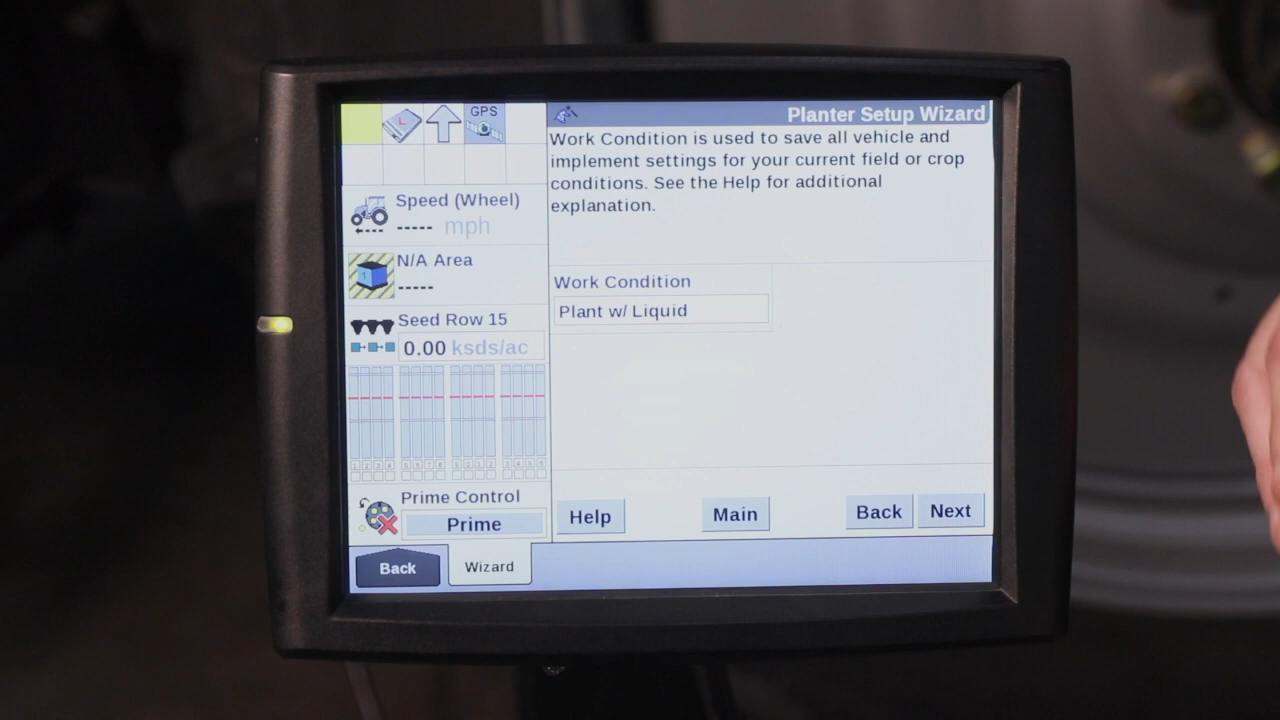 GPS
Planter Setup Wizard
Work Condition is used to save all vehicle and
implement settings for your current field or crop
conditions. See the Help for additional
explanation.
Speed (Wheel)
----- mph
N/A Area
-----
Seed Row 15
0.00 ksds/ac
Work Condition
Plant w/ Liquid
Prime Control
Prime
Help
Main
Back
Next
Back
Wizard